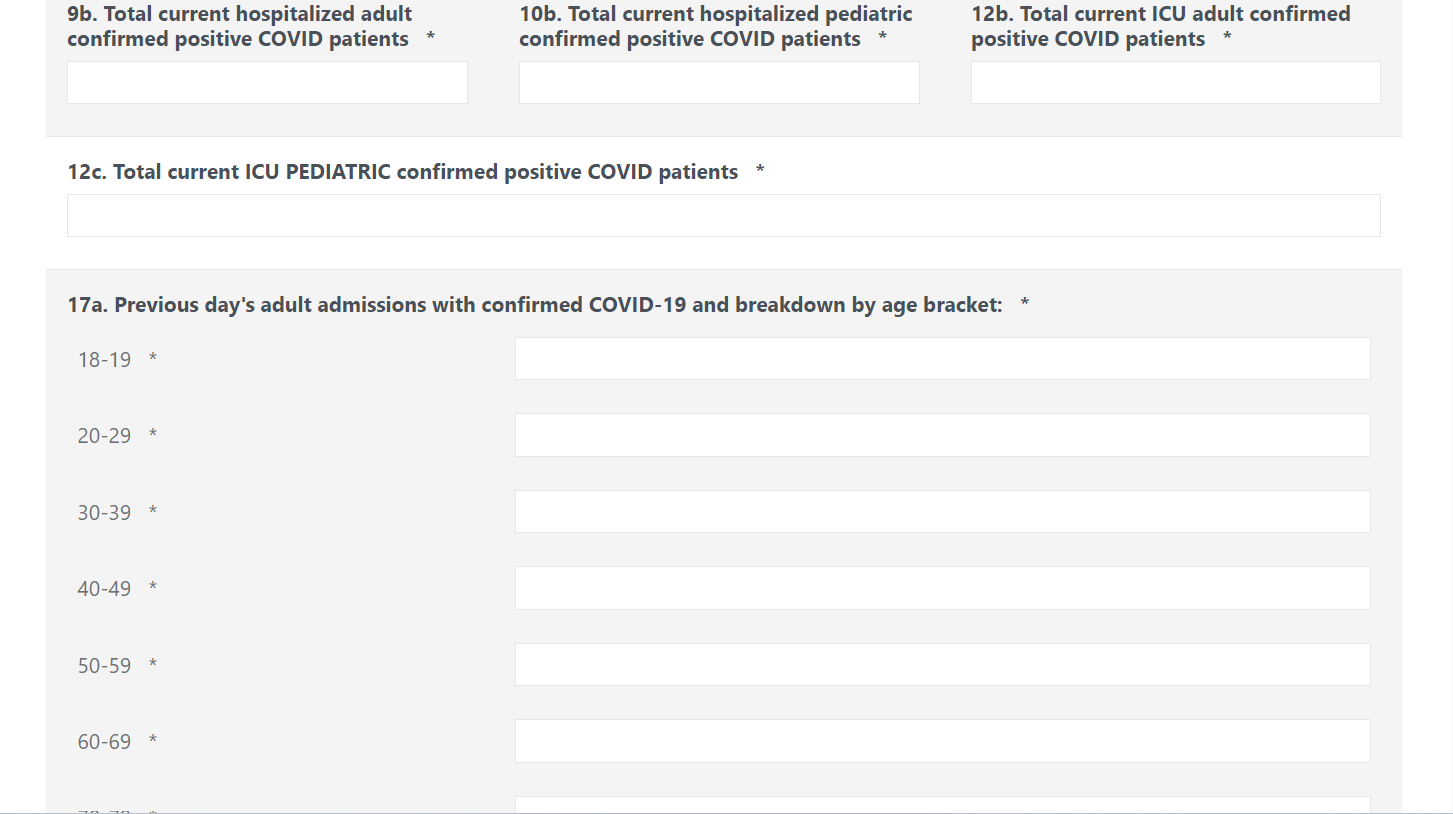 9b. Total current hospitalized adult
confirmed positive COVID patients *
10b. Total current hospitalized pediatric
confirmed positive COVID patients *
12b. Total current ICU adult confirmed
positive COVID patients *
12c. Total current ICU PEDIATRIC confirmed positive COVID patients *
17a. Previous day's adult admissions with confirmed COVID-19 and breakdown by age bracket: *
18-19 *
20-29 *
30-39 *
40-49 *
50-59 *
60-69 *